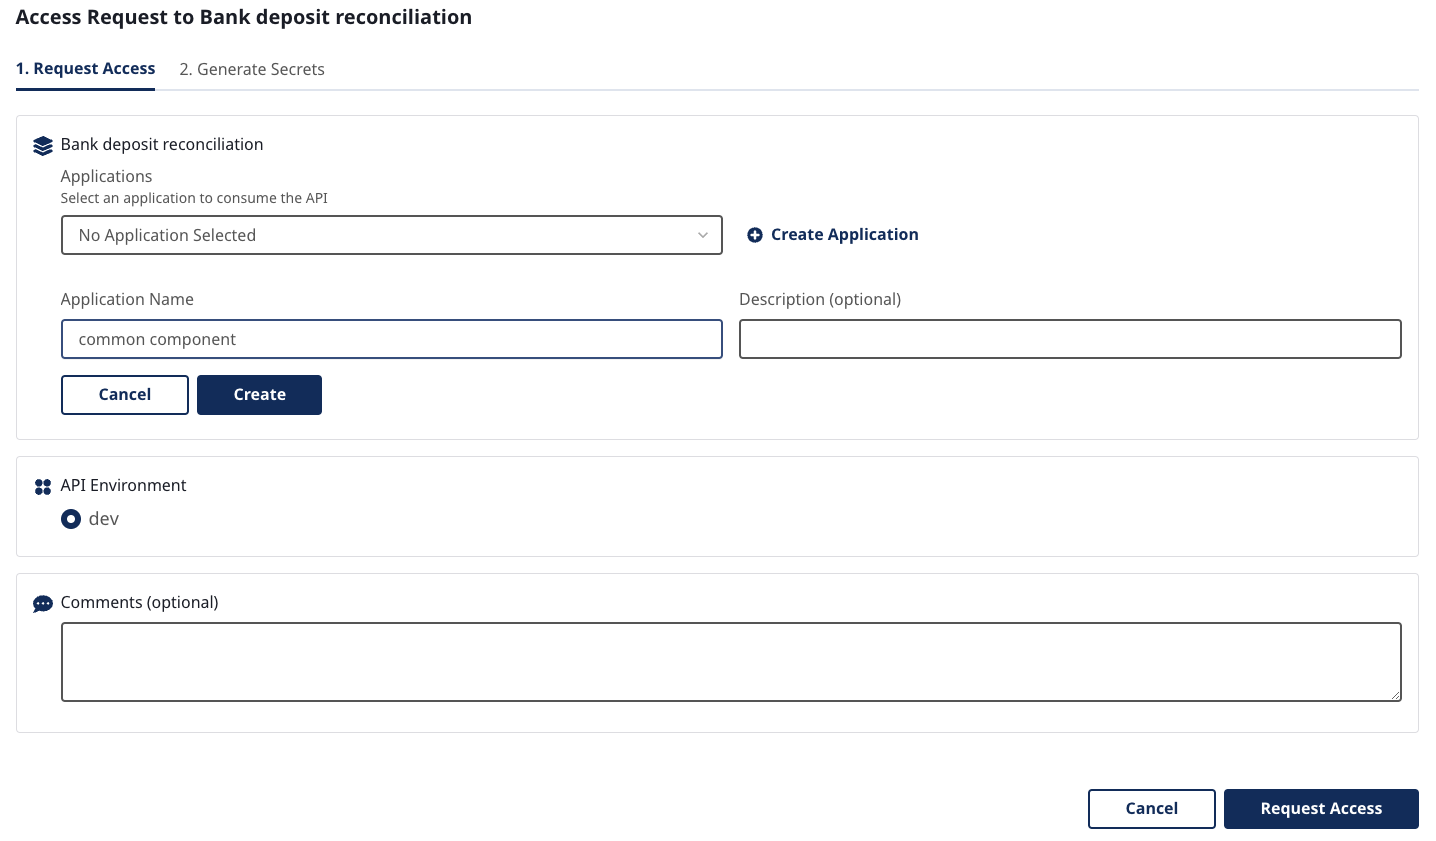 Access Request to Bank deposit reconciliation
1. Request Access
2. Generate Secrets
Bank deposit reconciliation
Applications
Select an application to consume the API
No Application Selected
Create Application
Application Name
Description (optional)
common component
Cancel
Create
API Environment
dev
Comments (optional)
Cancel
Request Access